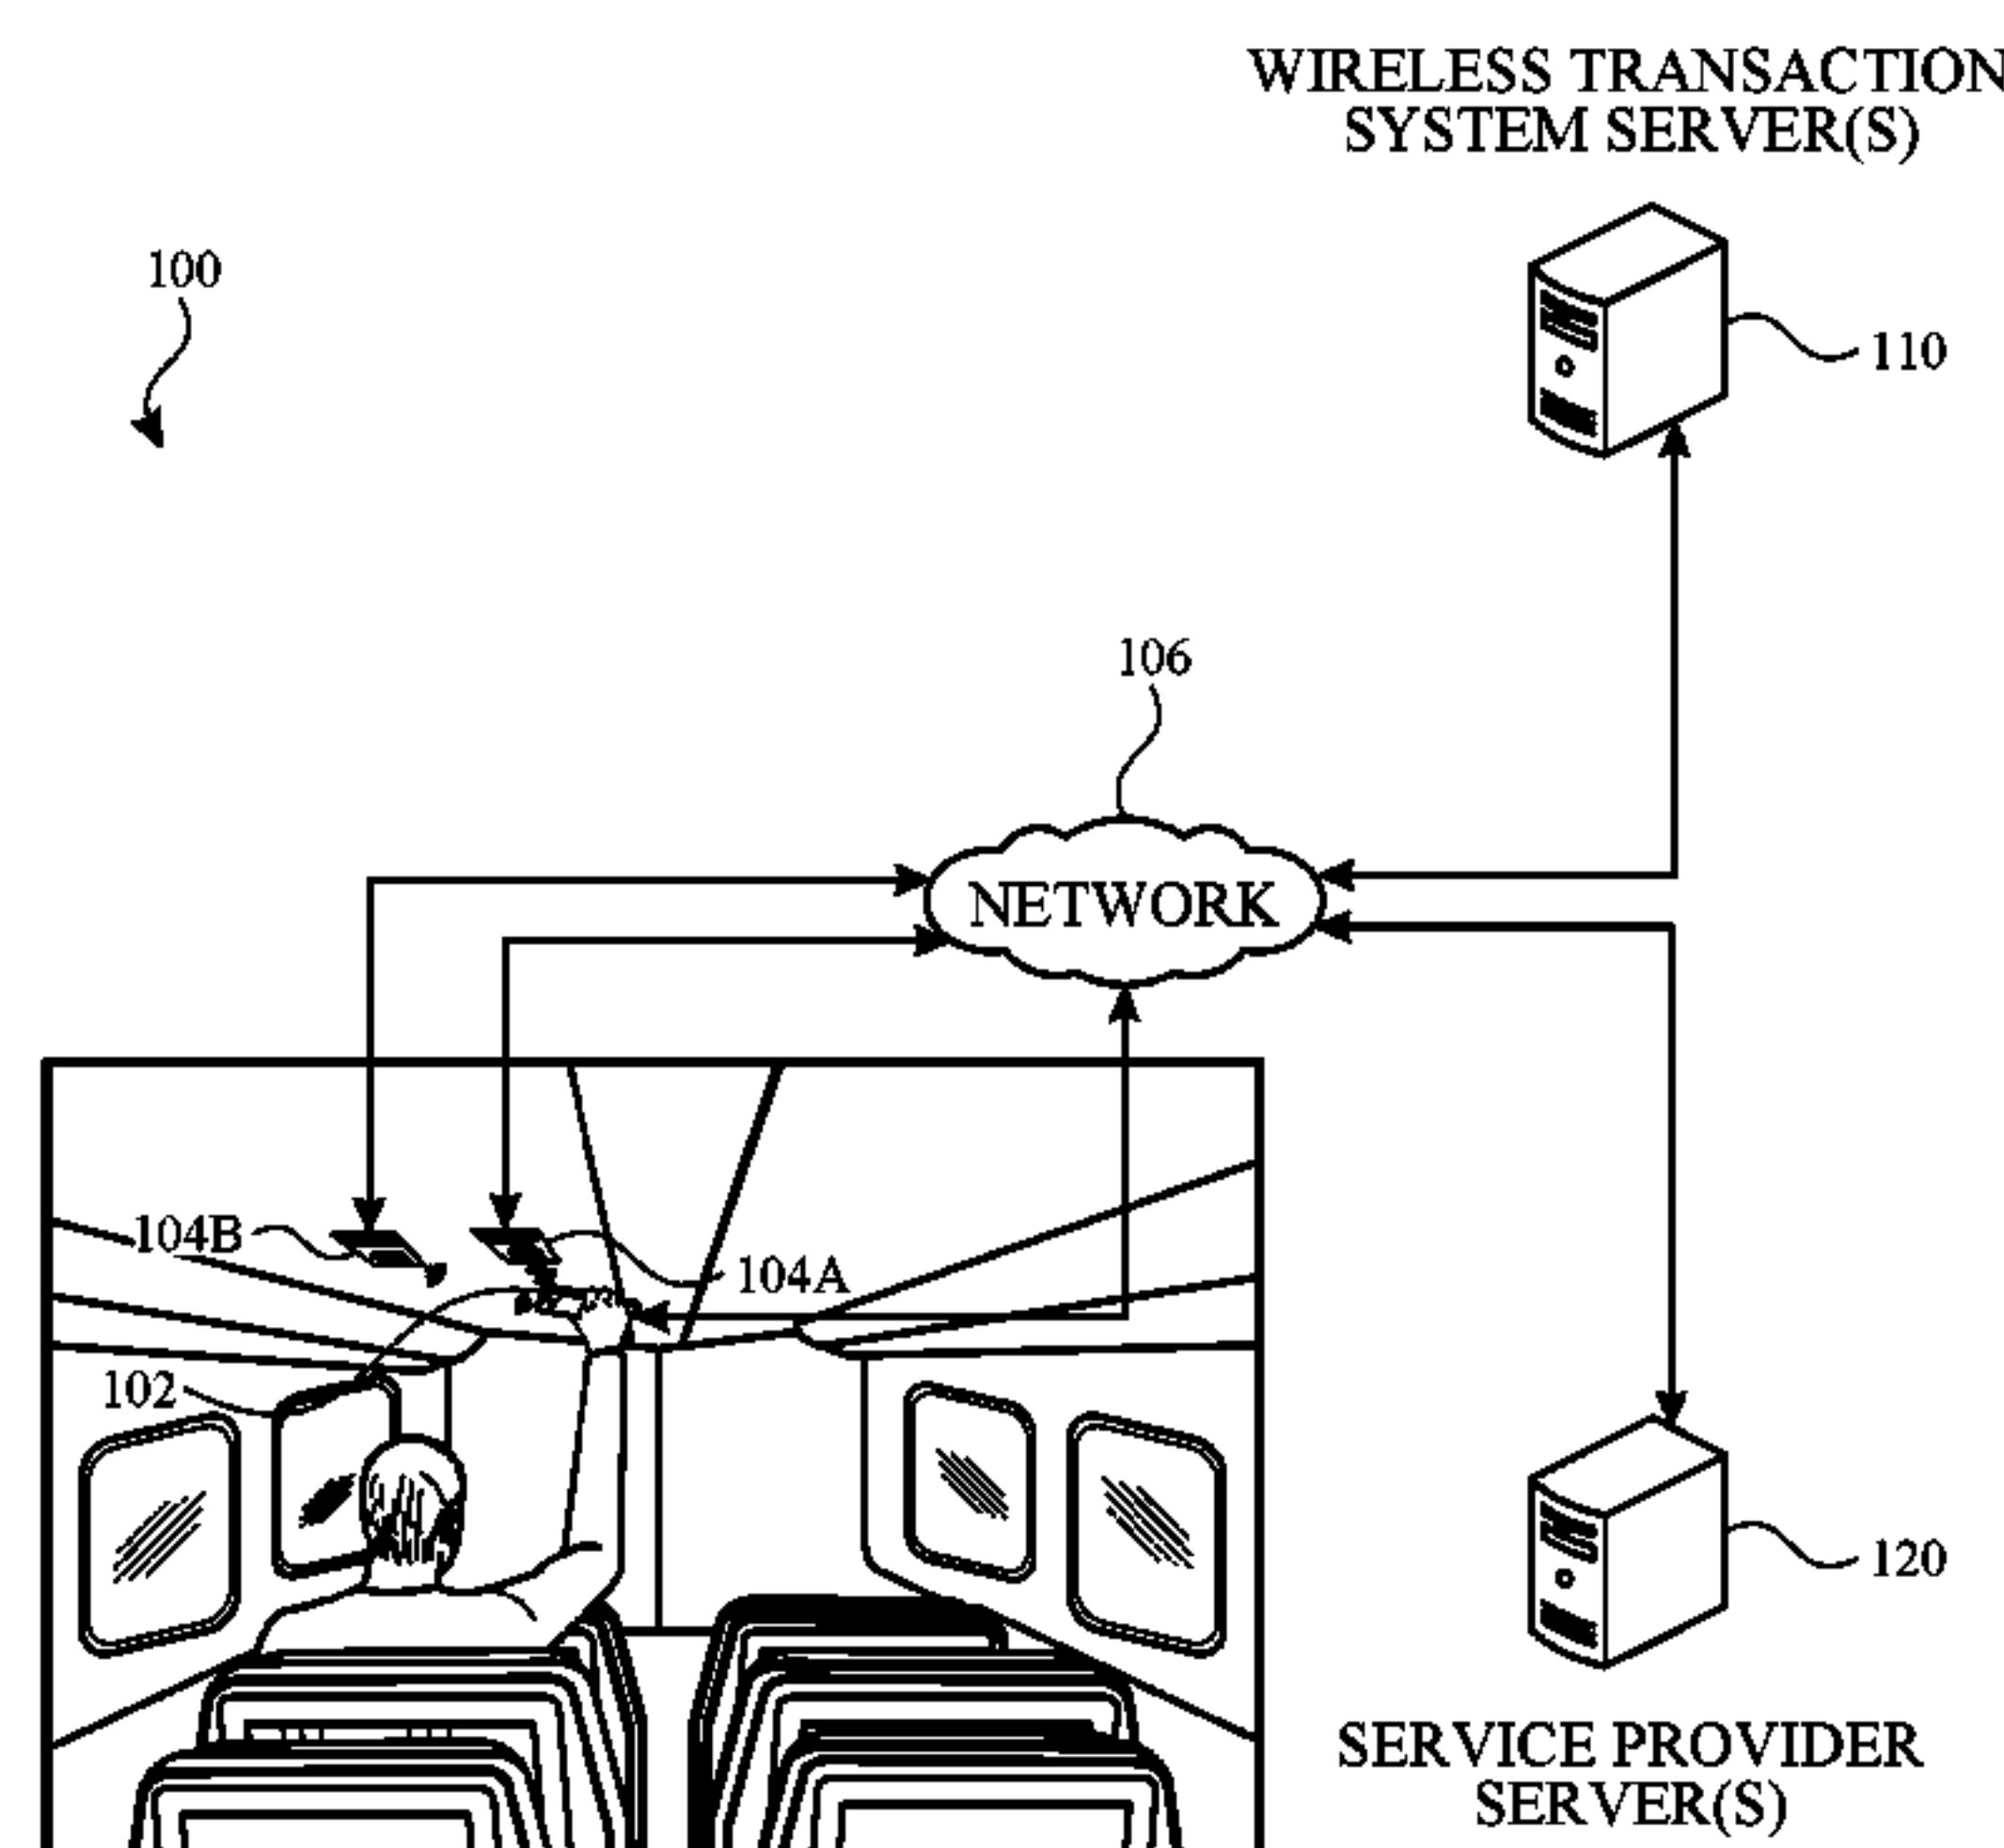 WIRELESS TRANSACTION
SYSTEM SERVER(S)
100
110
106
NETWORK
104B
104A
102
120
SERVICE PROVIDER
SERVER(S)